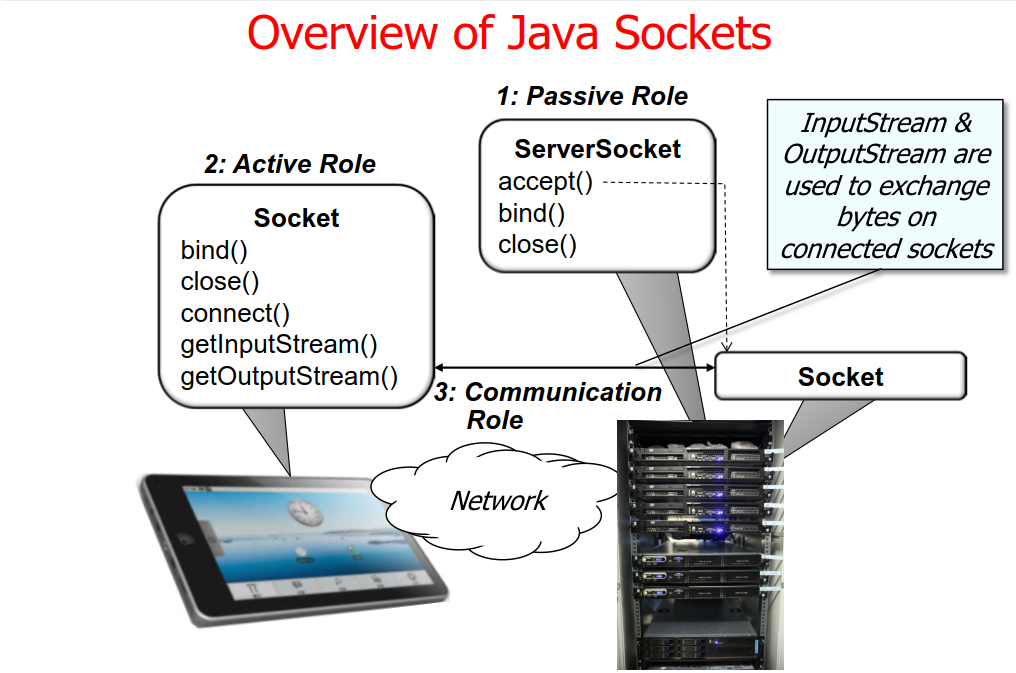 Overview of Java Sockets
1: Passive Role
ServerSocket
accept()
bind()
close()
2: Active Role
Socket
bind()
close()
connect()
getInputStream()
getOutputStream()
InputStream &
OutputStream are
used to exchange
bytes on
connected sockets
3: Communication
Role
Socket
Network